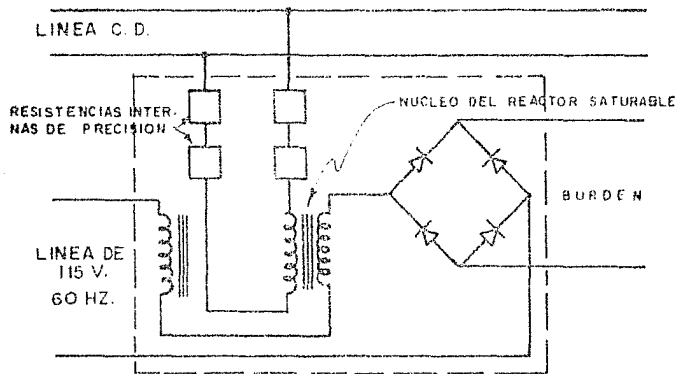 LINEA C.D.
RESISTENCIAS INTER-
NAS DE PRECISION
NUCLEO DEL REACTOR SATURABLE
BURDEN
LINEA DE
115 V.
60 HZ.